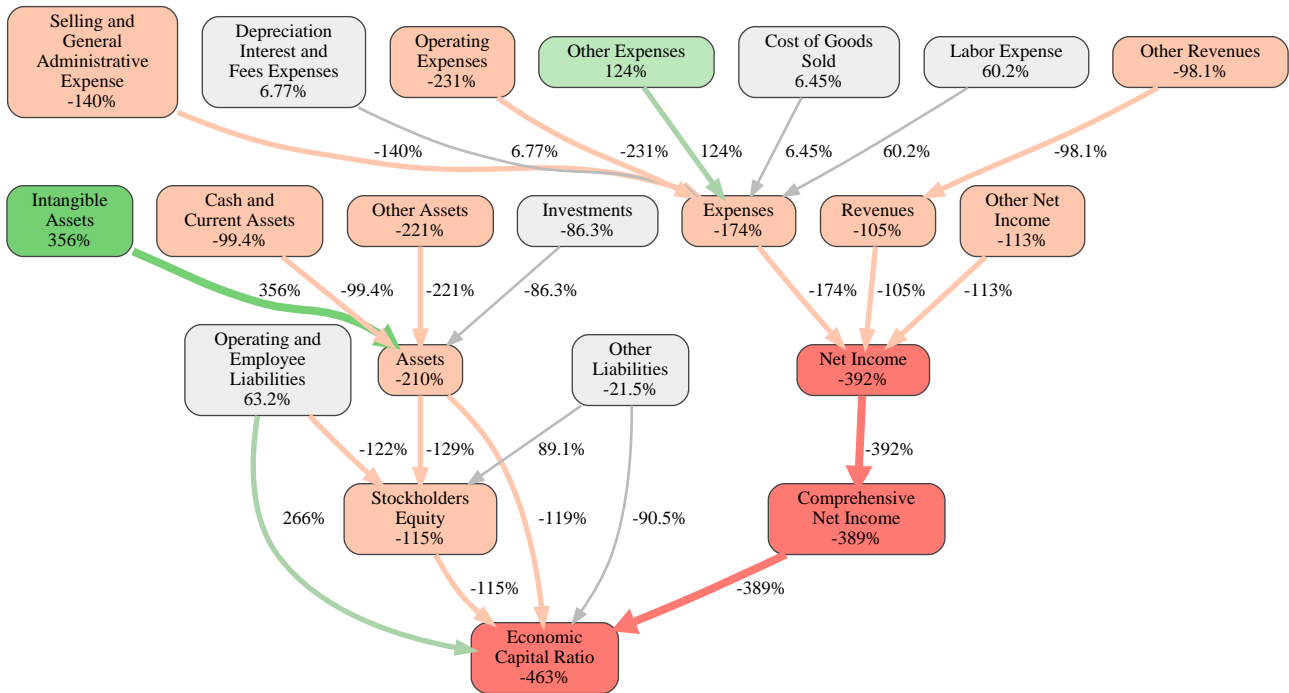 Selling and
General
Administrative
Expense
-140%
Depreciation
Interest and
Fees Expenses
6.77%
Operating
Expenses
-231%
Other Expenses
124%
Cost of Goods
Sold
6.45%
Labor Expense
60.2%
Other Revenues
-98.1%
-140%
6.77%
-231%
124%
6.45%
60.2%
-98.1%
Intangible
Assets
356%
Cash and
Current Assets
-99.4%
Other Assets
-221%
Investments
-86.3%
Expenses
-174%
Revenues
-105%
Other Net
Income
-113%
356%
-99.4%
-221%
-86.3%
-174%
-105%
-113%
Operating and
Employee
Liabilities
63.2%
Assets
-210%
Other
Liabilities
-21.5%
Net Income
-392%
-122%
-129%
89.1%
-392%
Stockholders
Equity
-115%
Comprehensive
Net Income
-389%
266%
-119%
-90.5%
-115%
-389%
Economic
Capital Ratio
-463%